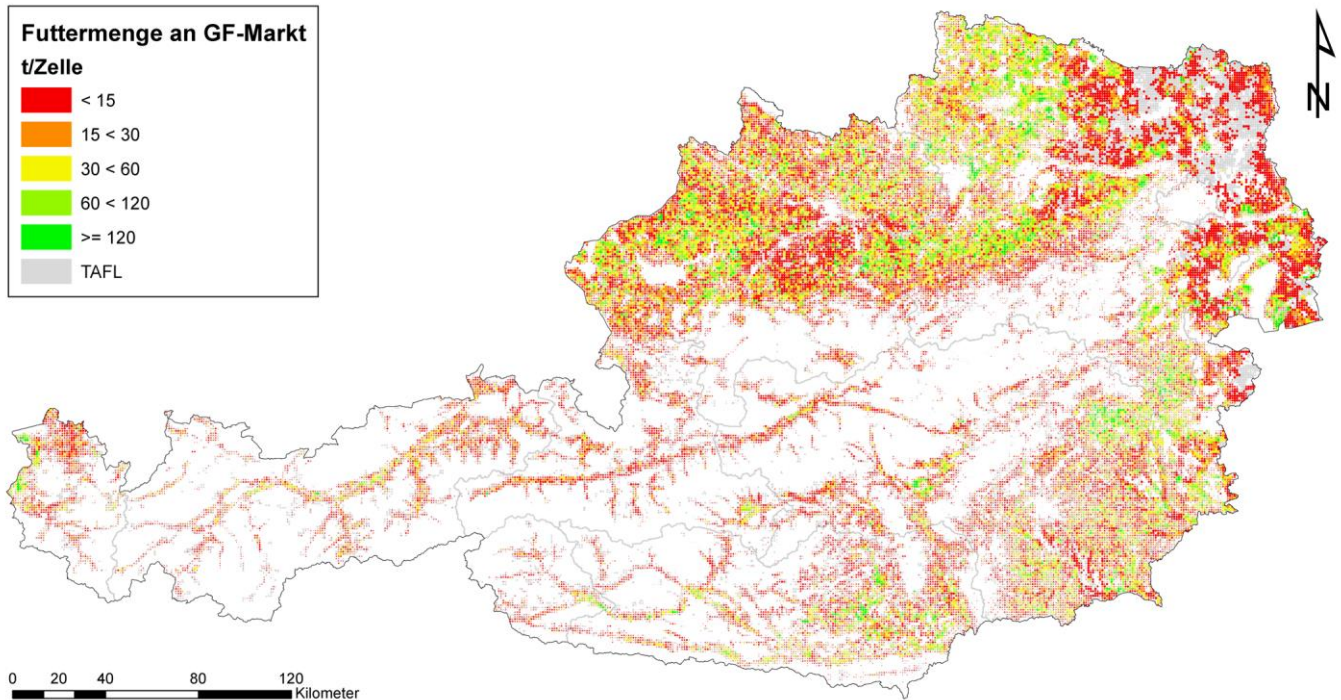 Futtermenge an GF-Markt
t/Zelle
< 15
15 < 30
30 < 60
60 < 120
>= 120
TAFL
N
0 20 40 80 120
Kilometer